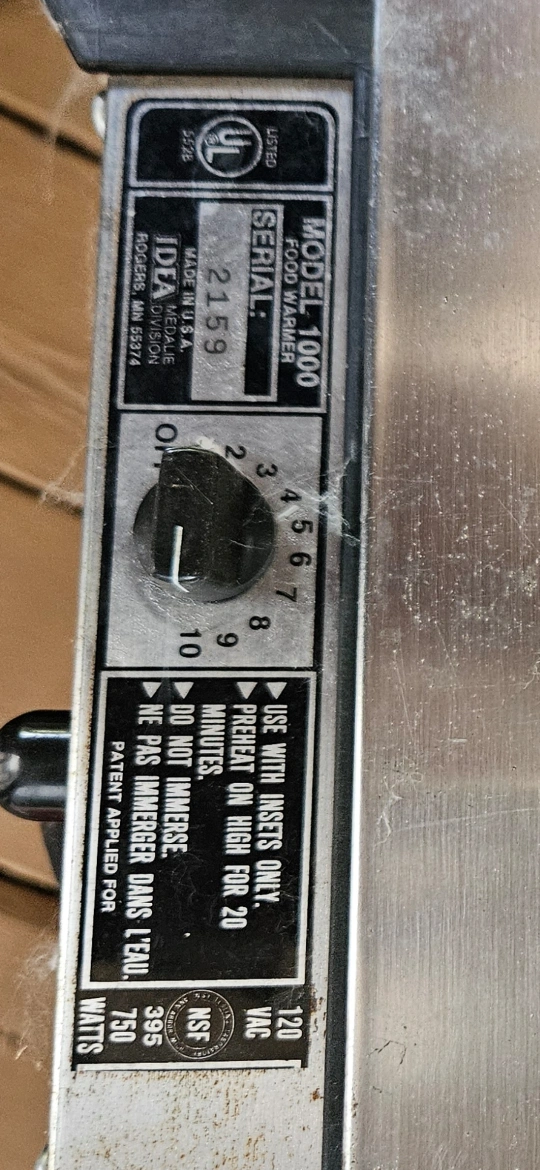 LISTED
UL
552B
MODEL 1000
FOOD WARMER
SERIAL:
2159
MADE IN U.S.A.
IDEA MEDALIE
DIVISION
ROGERS, MN 55374
2
3
4
5
6
7
8
9
10
▶ USE WITH INSETS ONLY.
▶ PREHEAT ON HIGH FOR 20
MINUTES.
▶ DO NOT IMMERSE.
▶ NE PAS IMMERGER DANS L'EAU.
PATENT APPLIED FOR
120
VAC
NSF
395
750
WATTS